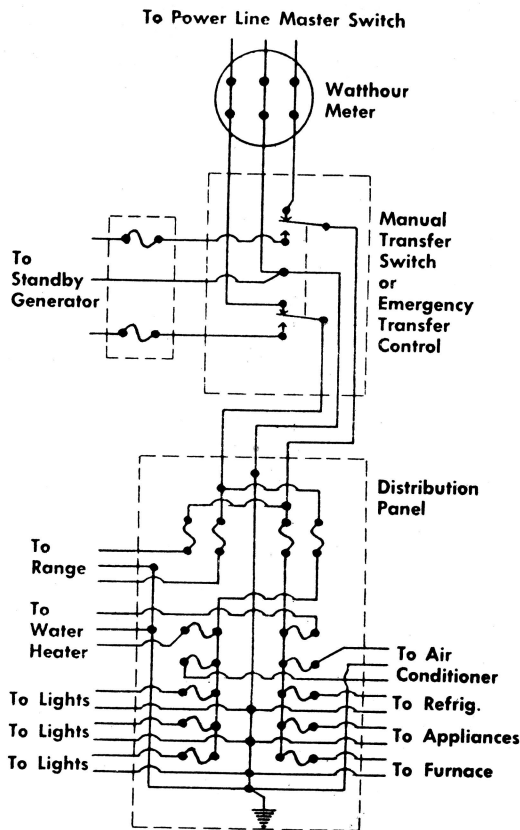 To Power Line Master Switch
Watthour
Meter
Manual
Transfer
Switch
or
Emergency
Transfer
Control
To
Standby
Generator
Distribution
Panel
To
Range
To
Water
Heater
To Air
Conditioner
To Lights
To Refrig.
To Lights
To Appliances
To Lights
To Furnace